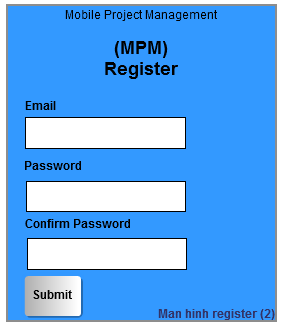 Mobile Project Management
(MPM)
Register
Email
Password
Confirm Password
Submit
Man hinh register (2)